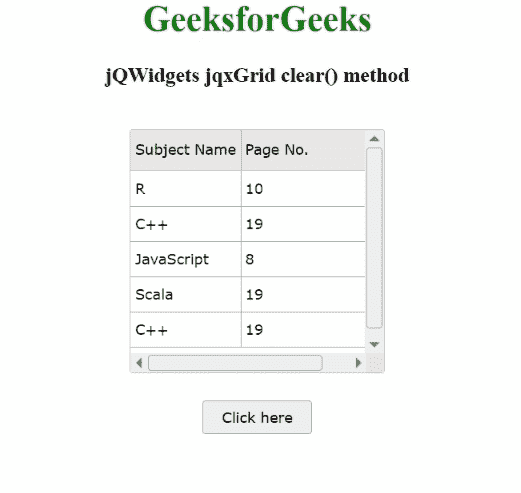 GeeksforGeeks
jQWidgets jqxGrid clear() method
Subject Name Page No.
R 10
C++ 19
JavaScript 8
Scala 19
C++ 19
Click here